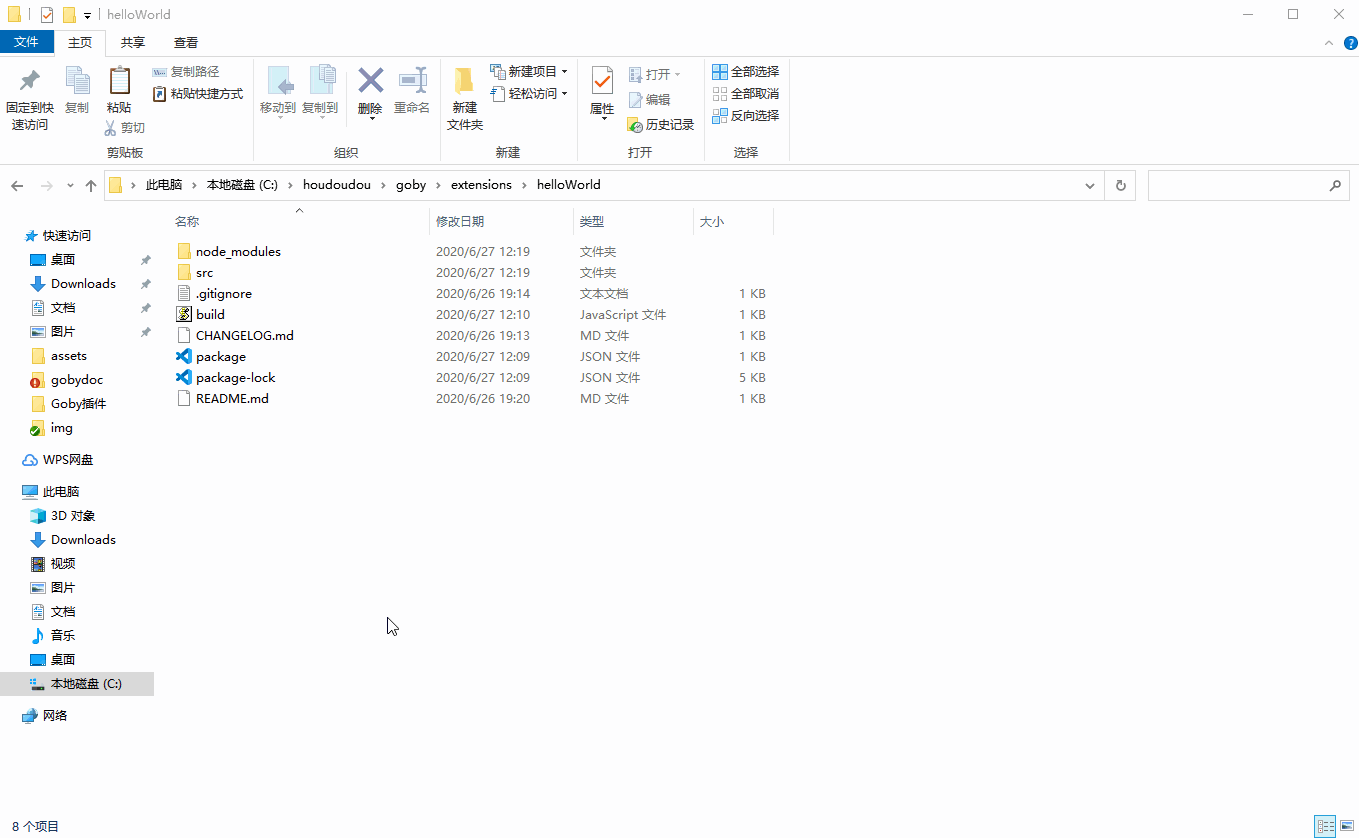 helloWorld
文件 主页 共享 查看
固定到快速访问 复制 粘贴 复制路径 粘贴快捷方式 剪切 移动到 复制到 删除 重命名 新建文件夹 新建项目 轻松访问 属性 打开 编辑 历史记录 全部选择 全部取消 反向选择
剪贴板 组织 新建 打开 选择
此电脑 › 本地磁盘 (C:) › houdoudou › goby › extensions › helloWorld
名称 修改日期 类型 大小
node_modules 2020/6/27 12:19 文件夹
src 2020/6/27 12:19 文件夹
.gitignore 2020/6/26 19:14 文本文档 1 KB
build 2020/6/27 12:10 JavaScript 文件 1 KB
CHANGELOG.md 2020/6/26 19:13 MD 文件 1 KB
package 2020/6/27 12:09 JSON 文件 1 KB
package-lock 2020/6/27 12:09 JSON 文件 5 KB
README.md 2020/6/26 19:20 MD 文件 1 KB
快速访问
桌面
Downloads
文档
图片
assets
gobydoc
Goby插件
img
WPS网盘
此电脑
3D 对象
Downloads
视频
图片
文档
音乐
桌面
本地磁盘 (C:)
网络
8 个项目